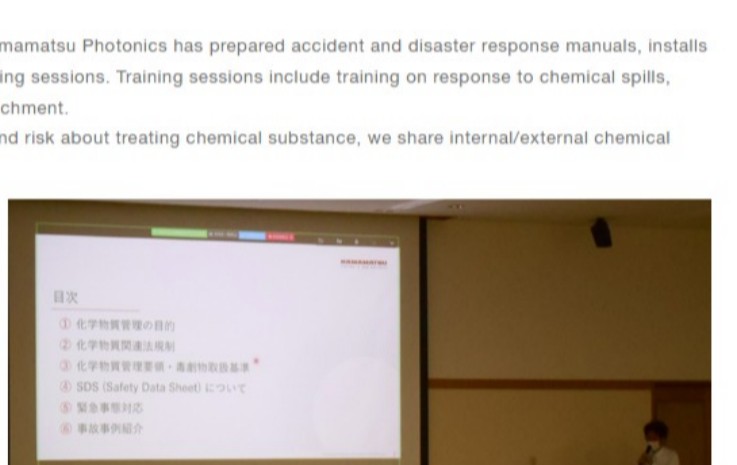 mamatsu Photonics has prepared accident and disaster response manuals, installs
ing sessions. Training sessions include training on response to chemical spills,
chment.
nd risk about treating chemical substance, we share internal/external chemical
HAMAMATSU
目次
① 化学物質管理の目的
② 化学物質関連法規制
③ 化学物質管理要領・毒劇物取扱基準
④ SDS (Safety Data Sheet) について
⑤ 緊急事態対応
⑥ 事故事例紹介